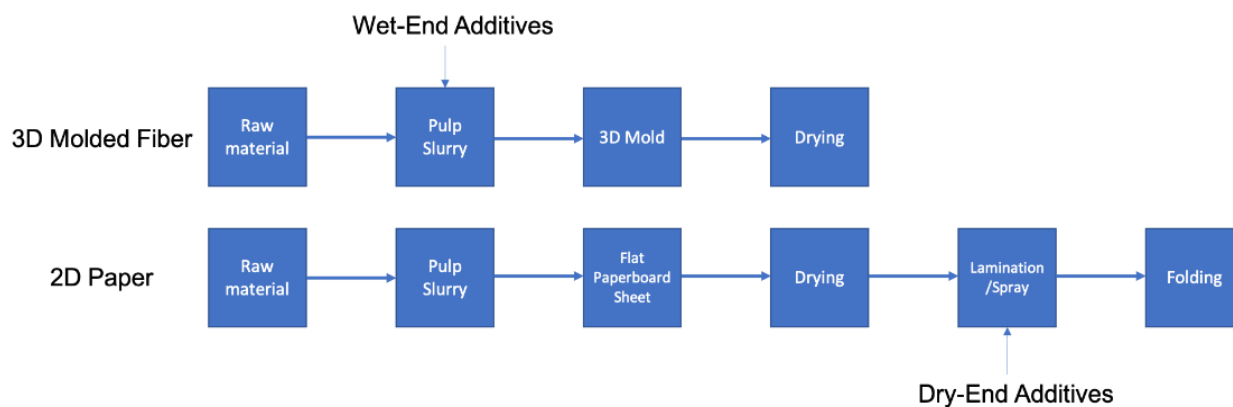 Wet-End Additives
3D Molded Fiber
Raw
material
Pulp
Slurry
3D Mold
Drying
2D Paper
Raw
material
Pulp
Slurry
Flat
Paperboard
Sheet
Drying
Lamination
/Spray
Folding
Dry-End Additives